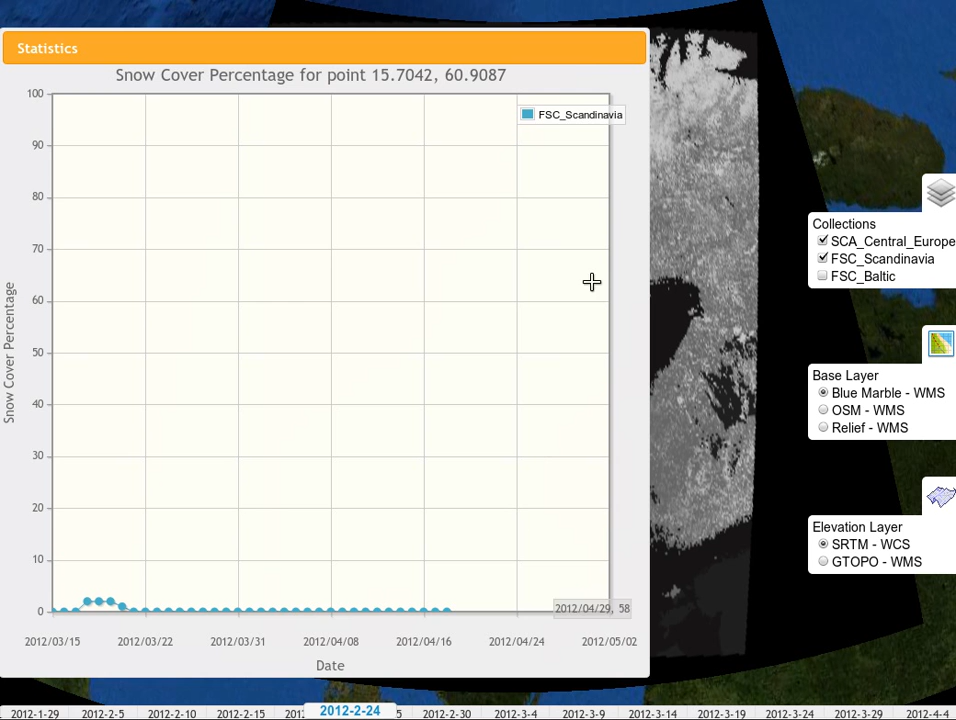 Statistics
Snow Cover Percentage for point 15.7042, 60.9087
FSC_Scandinavia
100
90
80
70
60
50
40
30
20
10
0
Snow Cover Percentage
2012/04/29, 58
2012/03/15 2012/03/22 2012/03/31 2012/04/08 2012/04/16 2012/04/24 2012/05/02
Date
Collections
SCA_Central_Europe
FSC_Scandinavia
FSC_Baltic
Base Layer
Blue Marble - WMS
OSM - WMS
Relief - WMS
Elevation Layer
SRTM - WCS
GTOPO - WMS
2012-1-29 2012-2-5 2012-2-10 2012-2-15 201 2012-2-24 5 2012-2-30 2012-3-4 2012-3-9 2012-3-14 2012-3-19 2012-3-24 2012-3-29 2012-4-4